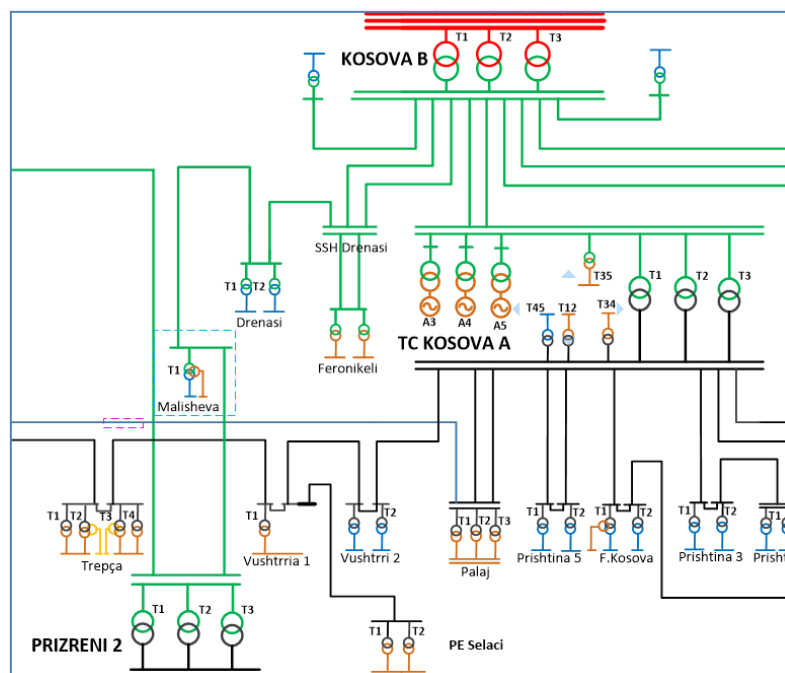 T1 T2 T3
KOSOVA B
SSH Drenasi
T1 T2
Drenasi
T35
T1 T2 T3
A3 A4 A5
T45 T12 T34
TC KOSOVA A
Feronikeli
T1
Malisheva
T1 T2 T3 T4
Trepça
T1
Vushtrria 1
T2
Vushtrri 2
T1 T2 T3
Palaj
T1 T2
Prishtina 5
T1 T2
F.Kosova
T1 T2
Prishtina 3
T1
Prisht
T1 T2 T3
PRIZRENI 2
T1 T2
PE Selaci